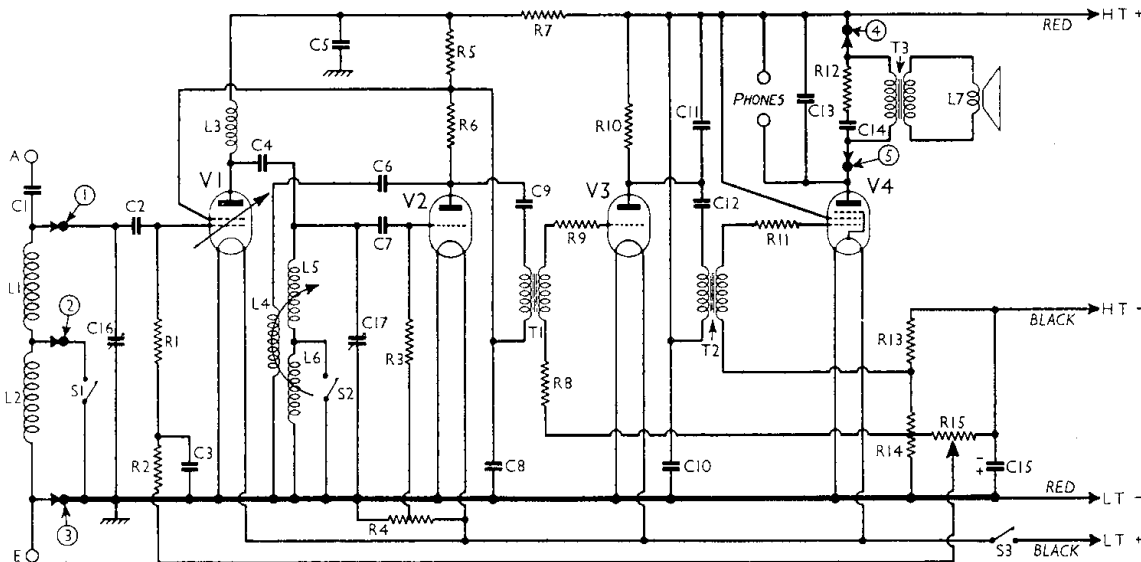 HT +
RED
R7
4
C5
R5
T3
R12
PHONES
L7
L3
R6
R10
C11
C13
C14
C4
5
A
V1
C6
V2
C9
V3
V4
C1
1
C2
C12
C7
R9
R11
L5
L1
2
L4
T1
HT -
BLACK
C16
R1
C17
T2
R13
L6
R3
L2
S1
S2
R8
R15
R2
C3
C8
C10
R14
-
+
C15
RED
LT -
3
R4
E
S3
BLACK
LT +